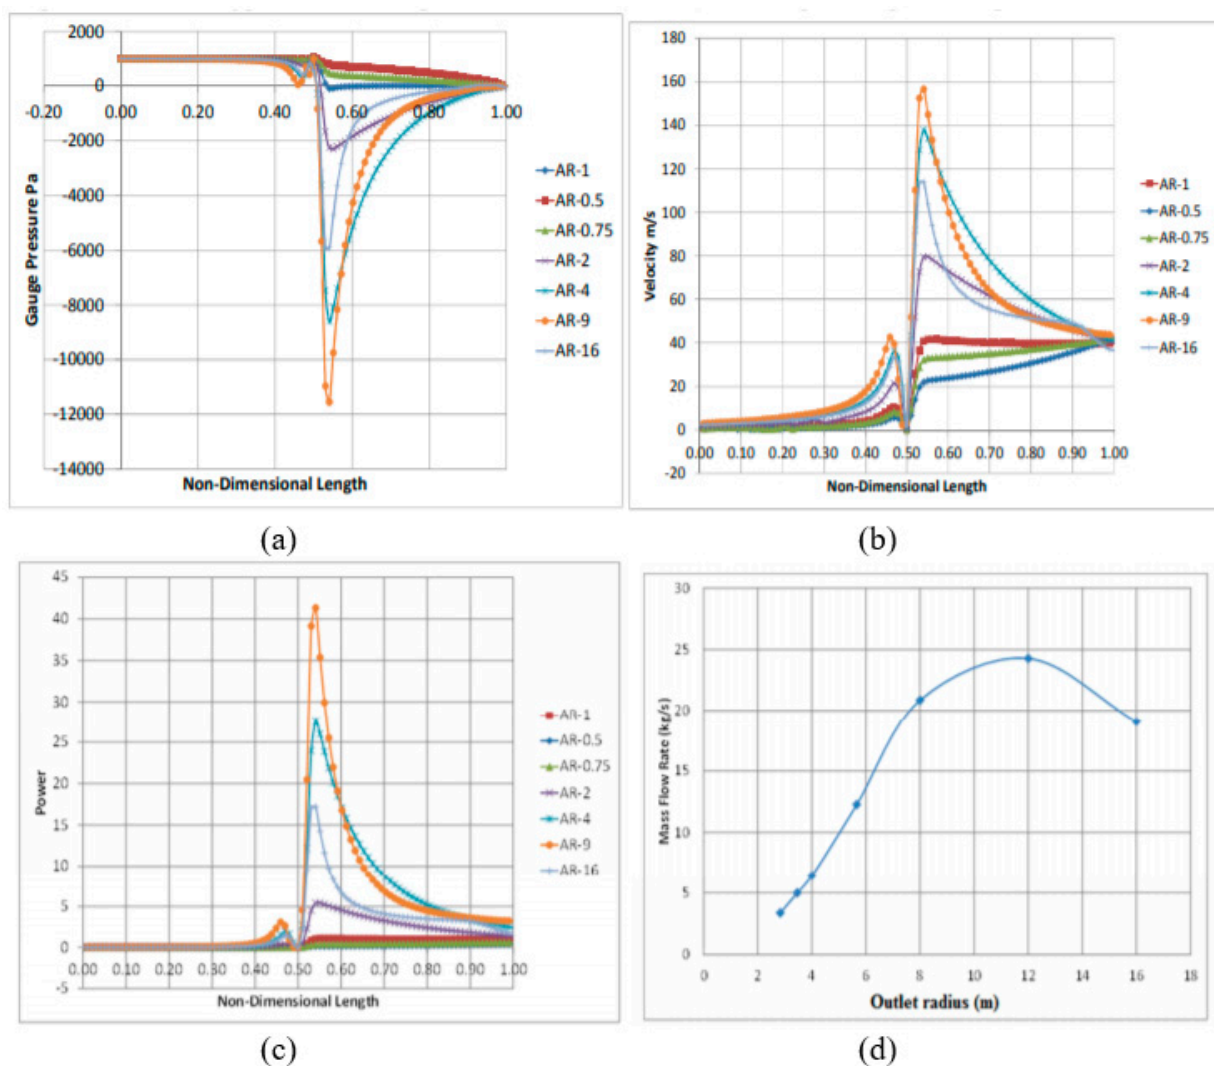 2000
0
-2000
-4000
-6000
-8000
-10000
-12000
-14000
-0.20 0.00 0.20 0.40 0.60 0.80 1.00
Gauge Pressure Pa
Non-Dimensional Length
AR-1
AR-0.5
AR-0.75
AR-2
AR-4
AR-9
AR-16
(a)
180
160
140
120
100
80
60
40
20
0
-20
0.00 0.10 0.20 0.30 0.40 0.50 0.60 0.70 0.80 0.90 1.00
Velocity m/s
Non-Dimensional Length
AR-1
AR-0.5
AR-0.75
AR-2
AR-4
AR-9
AR-16
(b)
45
40
35
30
25
20
15
10
5
0
-5
0.00 0.10 0.20 0.30 0.40 0.50 0.60 0.70 0.80 0.90 1.00
Power
Non-Dimensional Length
AR-1
AR-0.5
AR-0.75
AR-2
AR-4
AR-9
AR-16
(c)
30
25
20
15
10
5
0
0 2 4 6 8 10 12 14 16 18
Mass Flow Rate (kg/s)
Outlet radius (m)
(d)